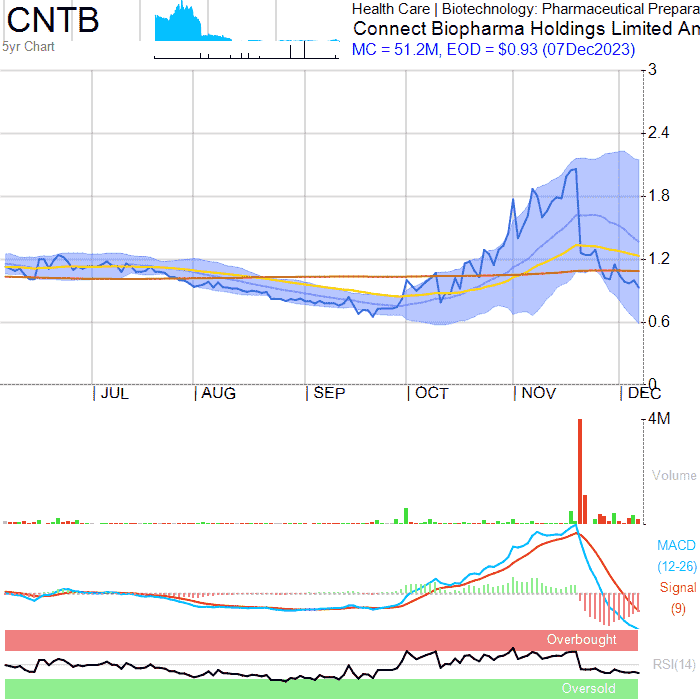 CNTB
5yr Chart
Health Care | Biotechnology: Pharmaceutical Prepara
Connect Biopharma Holdings Limited An
MC = 51.2M, EOD = $0.93 (07Dec2023)
3
2.4
1.8
1.2
0.6
0
JUL AUG SEP OCT NOV DEC
4M
Volume
MACD
(12-26)
Signal
(9)
Overbought
RSI(14)
Oversold